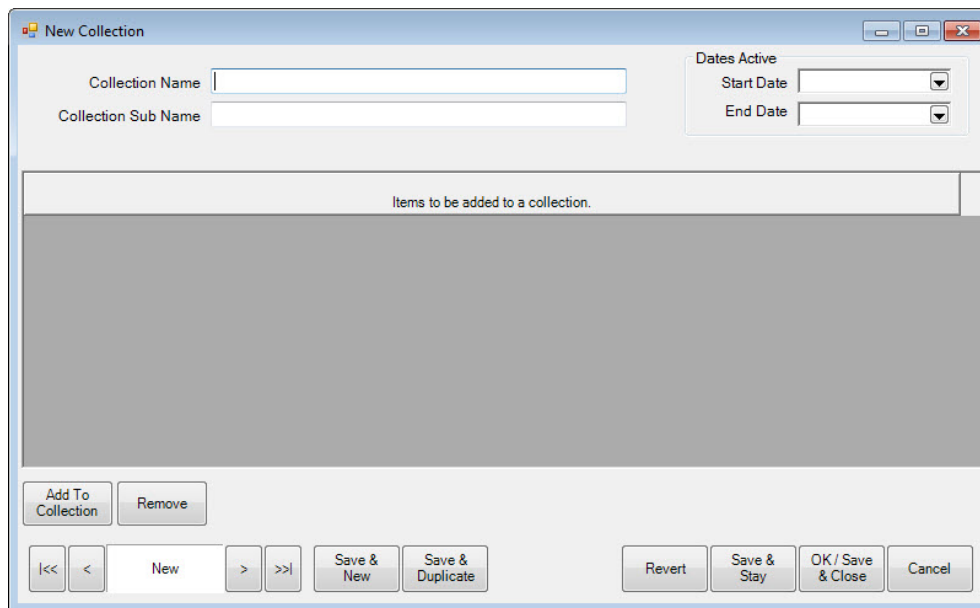 New Collection
Collection Name
Collection Sub Name
Dates Active
Start Date
End Date
Items to be added to a collection.
Add To
Collection
Remove
|<<
<
New
>
>>|
Save &
New
Save &
Duplicate
Revert
Save &
Stay
OK / Save
& Close
Cancel